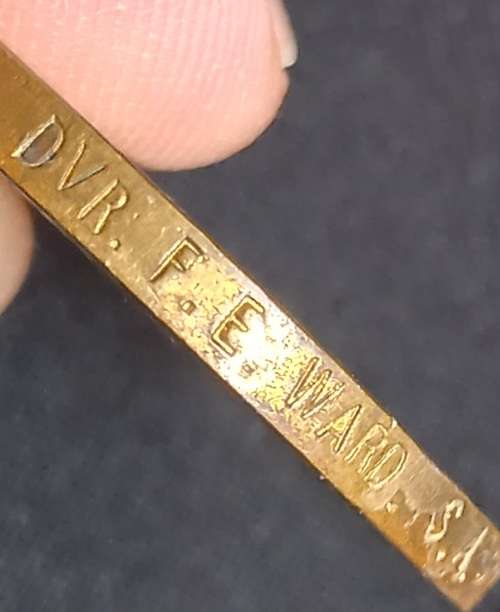 DVR. F. E. WARD. S.A.